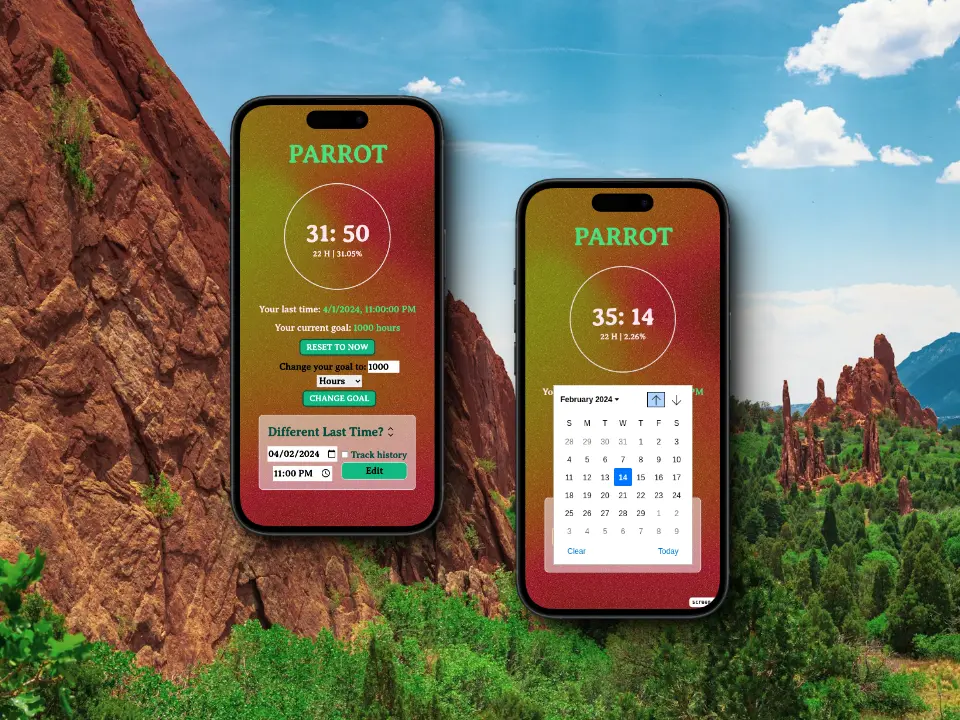 PARROT
31: 50
22 H | 31.05%
Your last time: 4/1/2024, 11:00:00 PM
Your current goal: 1000 hours
RESET TO NOW
Change your goal to: 1000
Hours
CHANGE GOAL
Different Last Time?
04/02/2024 Track history
11:00 PM Edit
PARROT
35: 14
22 H | 2.26%
PM
February 2024
S M T W T F S
28 29 30 31 1 2 3
4 5 6 7 8 9 10
11 12 13 14 15 16 17
18 19 20 21 22 23 24
25 26 27 28 29 1 2
3 4 5 6 7 8 9
Clear Today